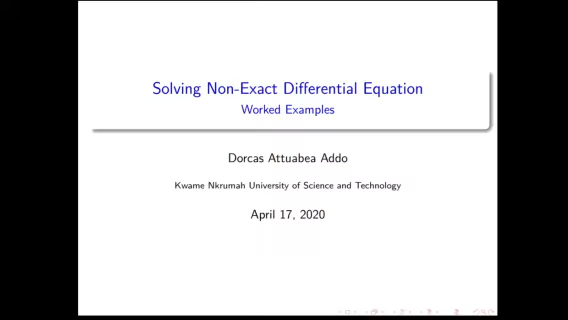 Solving Non-Exact Differential Equation
Worked Examples
Dorcas Attuabea Addo
Kwame Nkrumah University of Science and Technology
April 17, 2020